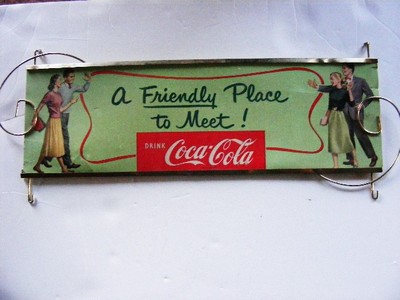 A Friendly Place
to Meet!
DRINK Coca-Cola